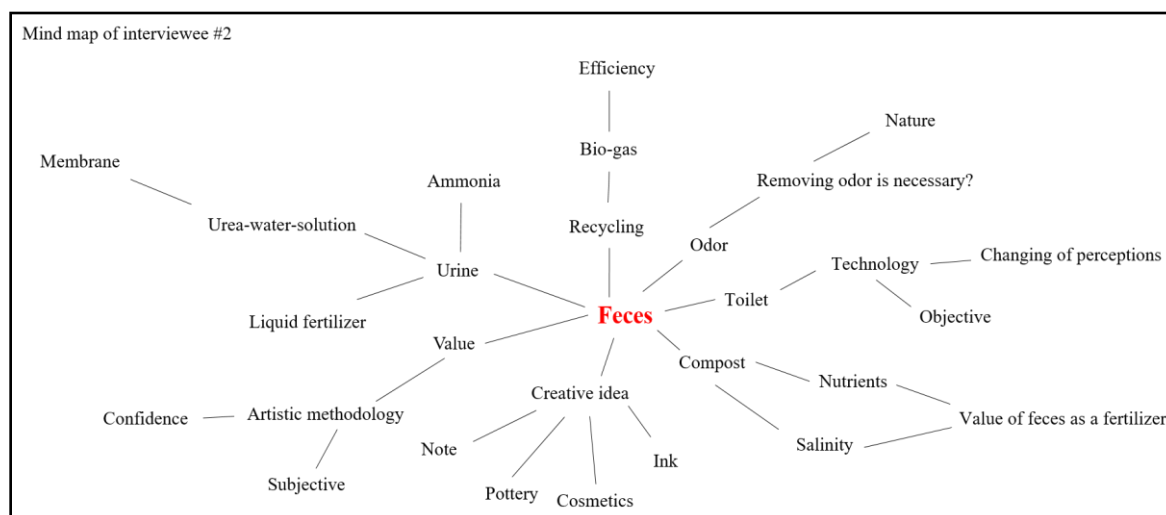 Mind map of interviewee #2
Efficiency
Nature
Bio-gas
Membrane
Ammonia
Removing odor is necessary?
Urea-water-solution
Recycling
Odor
Changing of perceptions
Technology
Urine
Toilet
Feces
Objective
Liquid fertilizer
Value
Compost
Nutrients
Creative idea
Confidence
Artistic methodology
Value of feces as a fertilizer
Note
Salinity
Ink
Subjective
Pottery
Cosmetics